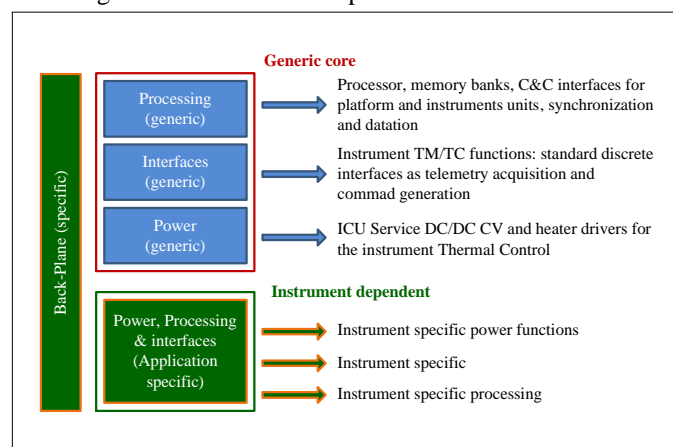 Generic core
Back-Plane (specific)
Processing
(generic)
Processor, memory banks, C&C interfaces for
platform and instruments units, synchronization
and datation
Interfaces
(generic)
Instrument TM/TC functions: standard discrete
interfaces as telemetry acquisition and
commad generation
Power
(generic)
ICU Service DC/DC CV and heater drivers for
the instrument Thermal Control
Instrument dependent
Power, Processing
& interfaces
(Application
specific)
Instrument specific power functions
Instrument specific
Instrument specific processing